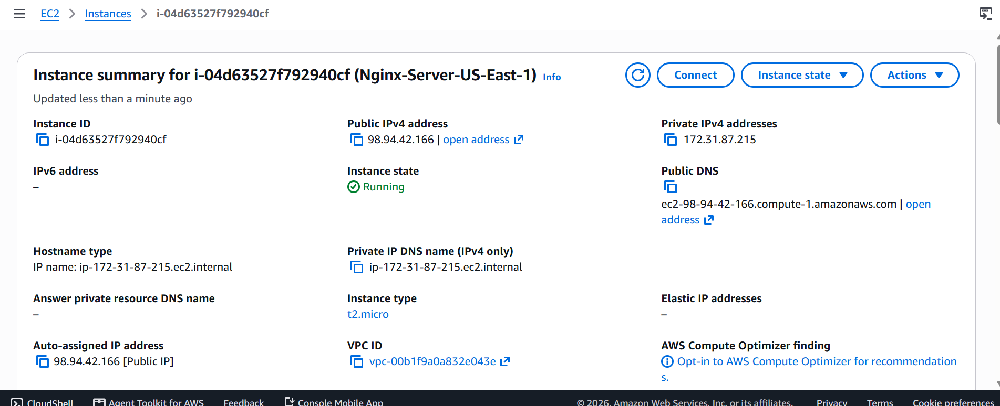 EC2 > Instances > i-04d63527f792940cf
Instance summary for i-04d63527f792940cf (Nginx-Server-US-East-1) Info
Connect
Instance state
Actions
Updated less than a minute ago
Instance ID
i-04d63527f792940cf
Public IPv4 address
98.94.42.166 | open address
Private IPv4 addresses
172.31.87.215
IPv6 address
–
Instance state
Running
Public DNS
ec2-98-94-42-166.compute-1.amazonaws.com | open
address
Hostname type
IP name: ip-172-31-87-215.ec2.internal
Private IP DNS name (IPv4 only)
ip-172-31-87-215.ec2.internal
Answer private resource DNS name
–
Instance type
t2.micro
Elastic IP addresses
–
Auto-assigned IP address
98.94.42.166 [Public IP]
VPC ID
vpc-00b1f9a0a832e043e
AWS Compute Optimizer finding
Opt-in to AWS Compute Optimizer for recommendation
s.
CloudShell
Agent Toolkit for AWS
Feedback
Console Mobile App
© 2026, Amazon Web Services, Inc. or its affiliates.
Privacy
Terms
Cookie preferences